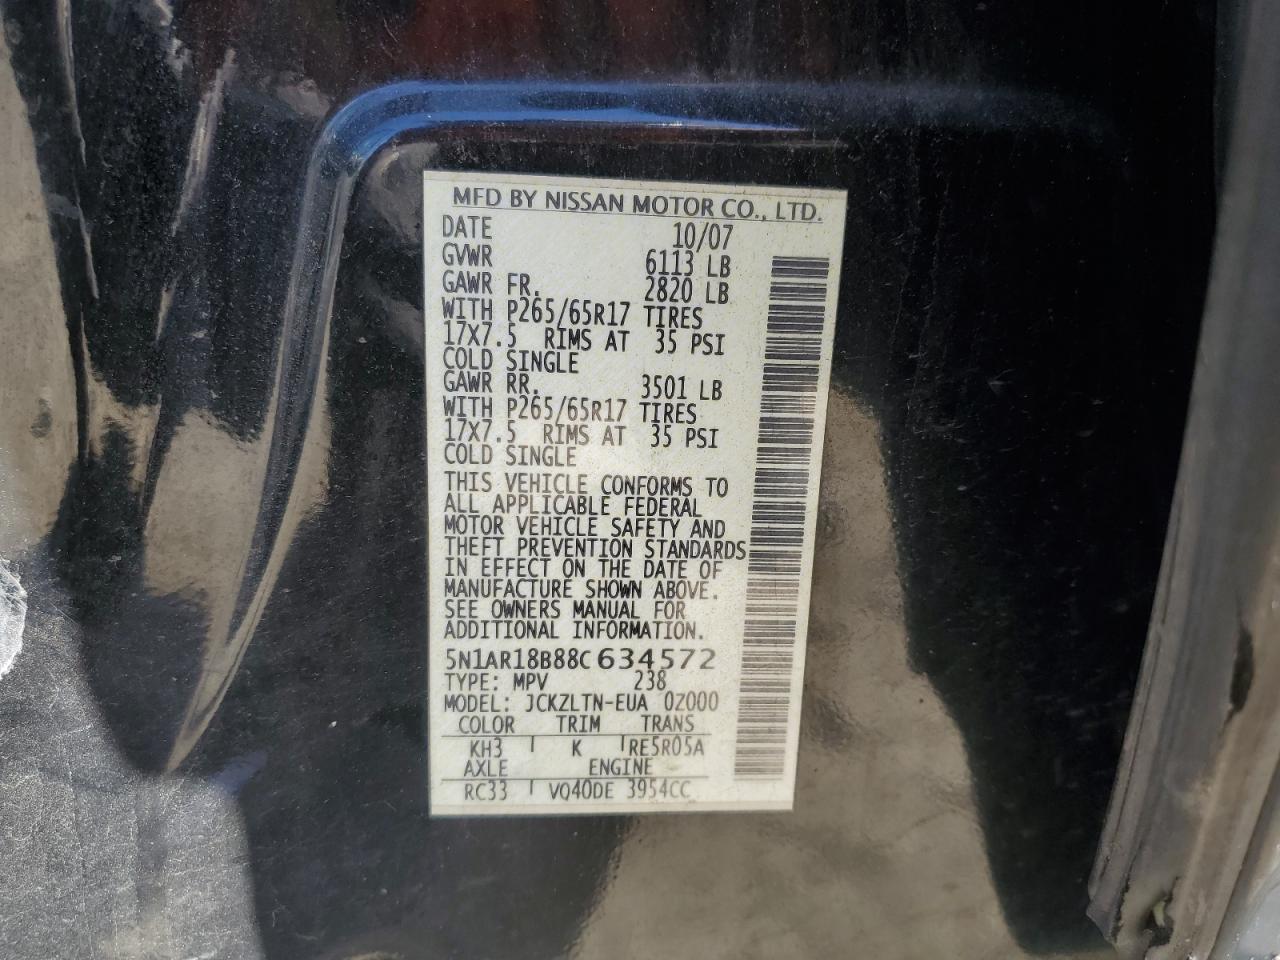 MFD BY NISSAN MOTOR CO., LTD.
DATE 10/07
GVWR 6113 LB
GAWR FR. 2820 LB
WITH P265/65R17 TIRES
17X7.5 RIMS AT 35 PSI
COLD SINGLE
GAWR RR. 3501 LB
WITH P265/65R17 TIRES
17X7.5 RIMS AT 35 PSI
COLD SINGLE
THIS VEHICLE CONFORMS TO
ALL APPLICABLE FEDERAL
MOTOR VEHICLE SAFETY AND
THEFT PREVENTION STANDARDS
IN EFFECT ON THE DATE OF
MANUFACTURE SHOWN ABOVE.
SEE OWNERS MANUAL FOR
ADDITIONAL INFORMATION.
5N1AR18B88C634572
TYPE: MPV 238
MODEL: JCKZLTN-EUA 0Z000
COLOR TRIM TRANS
KH3 K RE5R05A
AXLE ENGINE
RC33 VQ40DE 3954CC